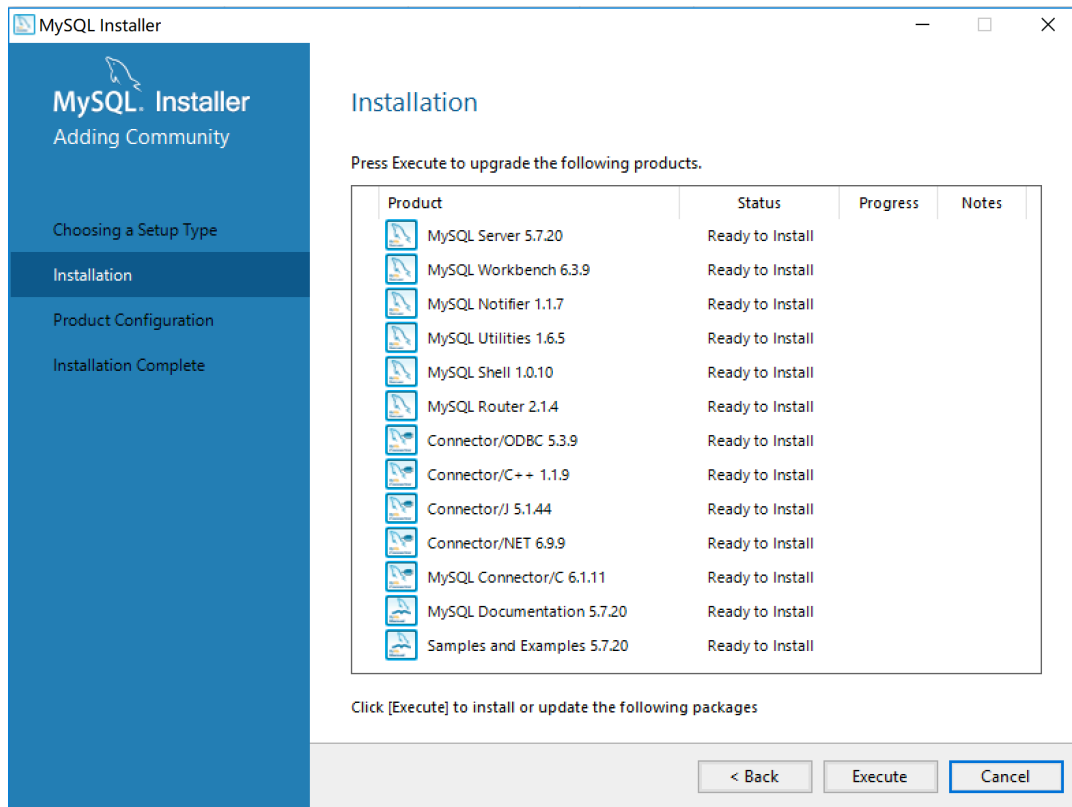 MySQL Installer
MySQL. Installer
Adding Community
Choosing a Setup Type
Installation
Product Configuration
Installation Complete
Installation
Press Execute to upgrade the following products.
Product Status Progress Notes
MySQL Server 5.7.20 Ready to Install
MySQL Workbench 6.3.9 Ready to Install
MySQL Notifier 1.1.7 Ready to Install
MySQL Utilities 1.6.5 Ready to Install
MySQL Shell 1.0.10 Ready to Install
MySQL Router 2.1.4 Ready to Install
Connector/ODBC 5.3.9 Ready to Install
Connector/C++ 1.1.9 Ready to Install
Connector/J 5.1.44 Ready to Install
Connector/NET 6.9.9 Ready to Install
MySQL Connector/C 6.1.11 Ready to Install
MySQL Documentation 5.7.20 Ready to Install
Samples and Examples 5.7.20 Ready to Install
Click [Execute] to install or update the following packages
< Back Execute Cancel